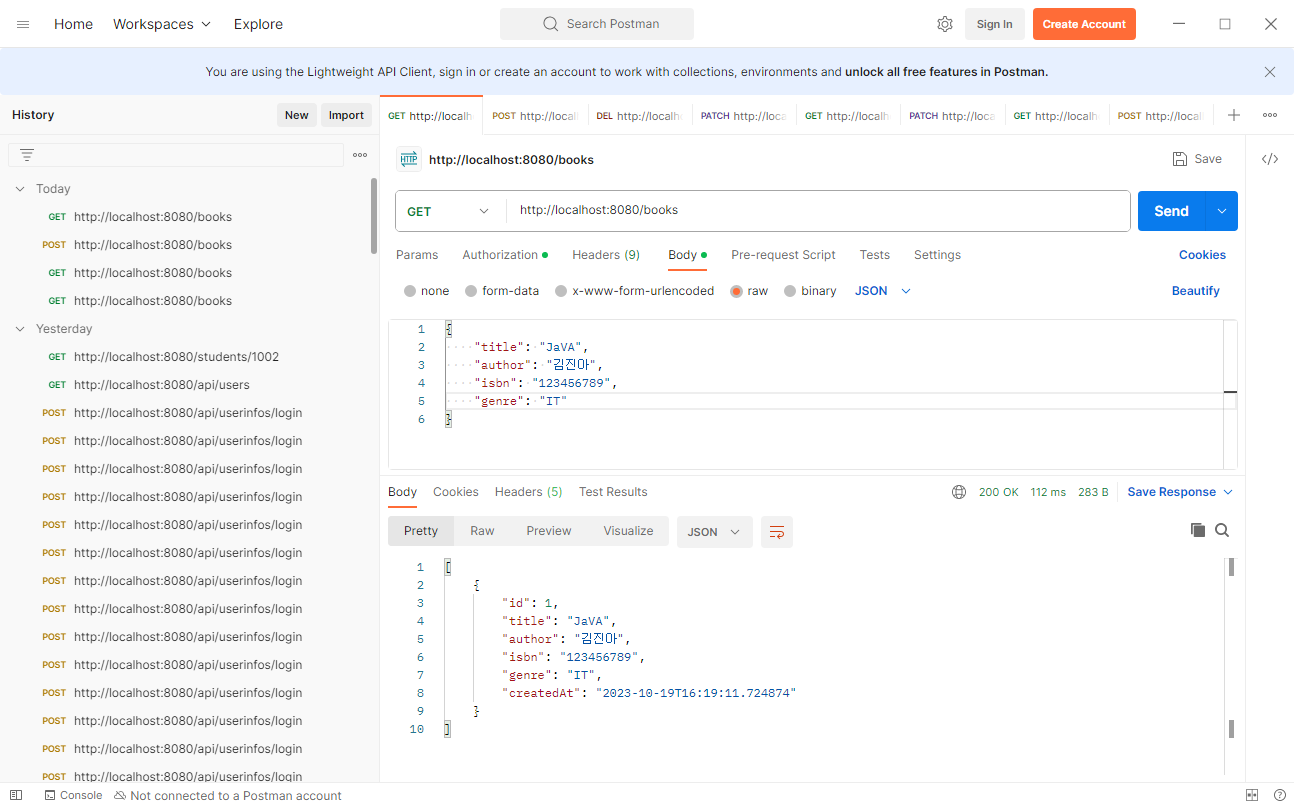 Home Workspaces Explore Search Postman Sign In Create Account
You are using the Lightweight API Client, sign in or create an account to work with collections, environments and unlock all free features in Postman.
History New Import
GET http://localh POST http://local DEL http://localh PATCH http://loca GET http://localh PATCH http://loca GET http://localh POST http://local
HTTP http://localhost:8080/books Save
Today
GET http://localhost:8080/books
POST http://localhost:8080/books
GET http://localhost:8080/books
GET http://localhost:8080/books
Yesterday
GET http://localhost:8080/students/1002
GET http://localhost:8080/api/users
POST http://localhost:8080/api/userinfos/login
POST http://localhost:8080/api/userinfos/login
POST http://localhost:8080/api/userinfos/login
POST http://localhost:8080/api/userinfos/login
POST http://localhost:8080/api/userinfos/login
POST http://localhost:8080/api/userinfos/login
POST http://localhost:8080/api/userinfos/login
POST http://localhost:8080/api/userinfos/login
POST http://localhost:8080/api/userinfos/login
POST http://localhost:8080/api/userinfos/login
POST http://localhost:8080/api/userinfos/login
POST http://localhost:8080/api/userinfos/login
POST http://localhost:8080/api/userinfos/login
POST http://localhost:8080/api/userinfos/login
GET http://localhost:8080/books Send
Params Authorization Headers (9) Body Pre-request Script Tests Settings Cookies
none form-data x-www-form-urlencoded raw binary JSON Beautify
1 {
2 "title": "JaVA",
3 "author": "김진아",
4 "isbn": "123456789",
5 "genre": "IT"
6 }
Body Cookies Headers (5) Test Results 200 OK 112 ms 283 B Save Response
Pretty Raw Preview Visualize JSON
1 [
2 {
3 "id": 1,
4 "title": "JaVA",
5 "author": "김진아",
6 "isbn": "123456789",
7 "genre": "IT",
8 "createdAt": "2023-10-19T16:19:11.724874"
9 }
10 ]
Console Not connected to a Postman account